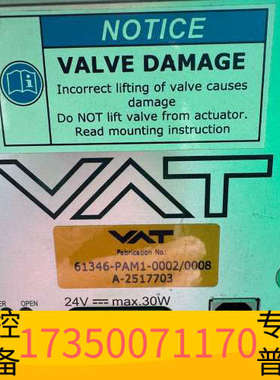 NOTICE
VALVE DAMAGE
Incorrect lifting of valve causes
damage
Do NOT lift valve from actuator.
Read mounting instruction
VAT
VAT
Fabrication No:
61346-PAM1-0002/0008
A-2517703
OPEN
24V ⎓ max.30W
控 专
备 普
17350071170